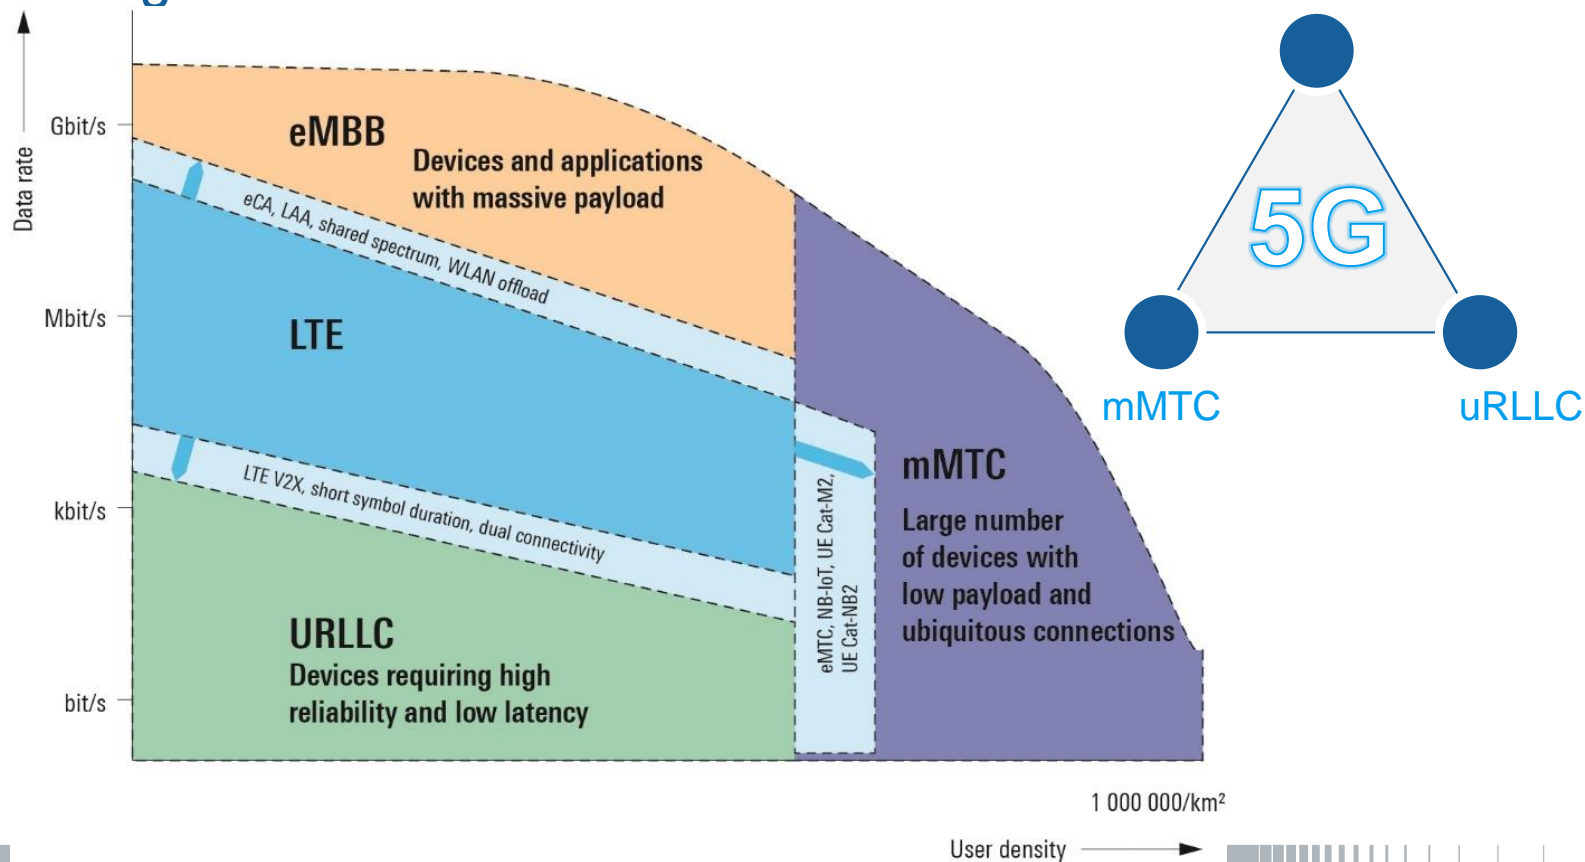 Data rate
Gbit/s
Mbit/s
kbit/s
bit/s
eMBB
Devices and applications
with massive payload
eCA, LAA, shared spectrum, WLAN offload
LTE
LTE V2X, short symbol duration, dual connectivity
URLLC
Devices requiring high
reliability and low latency
eMTC, NB-IoT, UE Cat-M2,
UE Cat-NB2
mMTC
Large number
of devices with
low payload and
ubiquitous connections
5G
mMTC
uRLLC
1 000 000/km²
User density